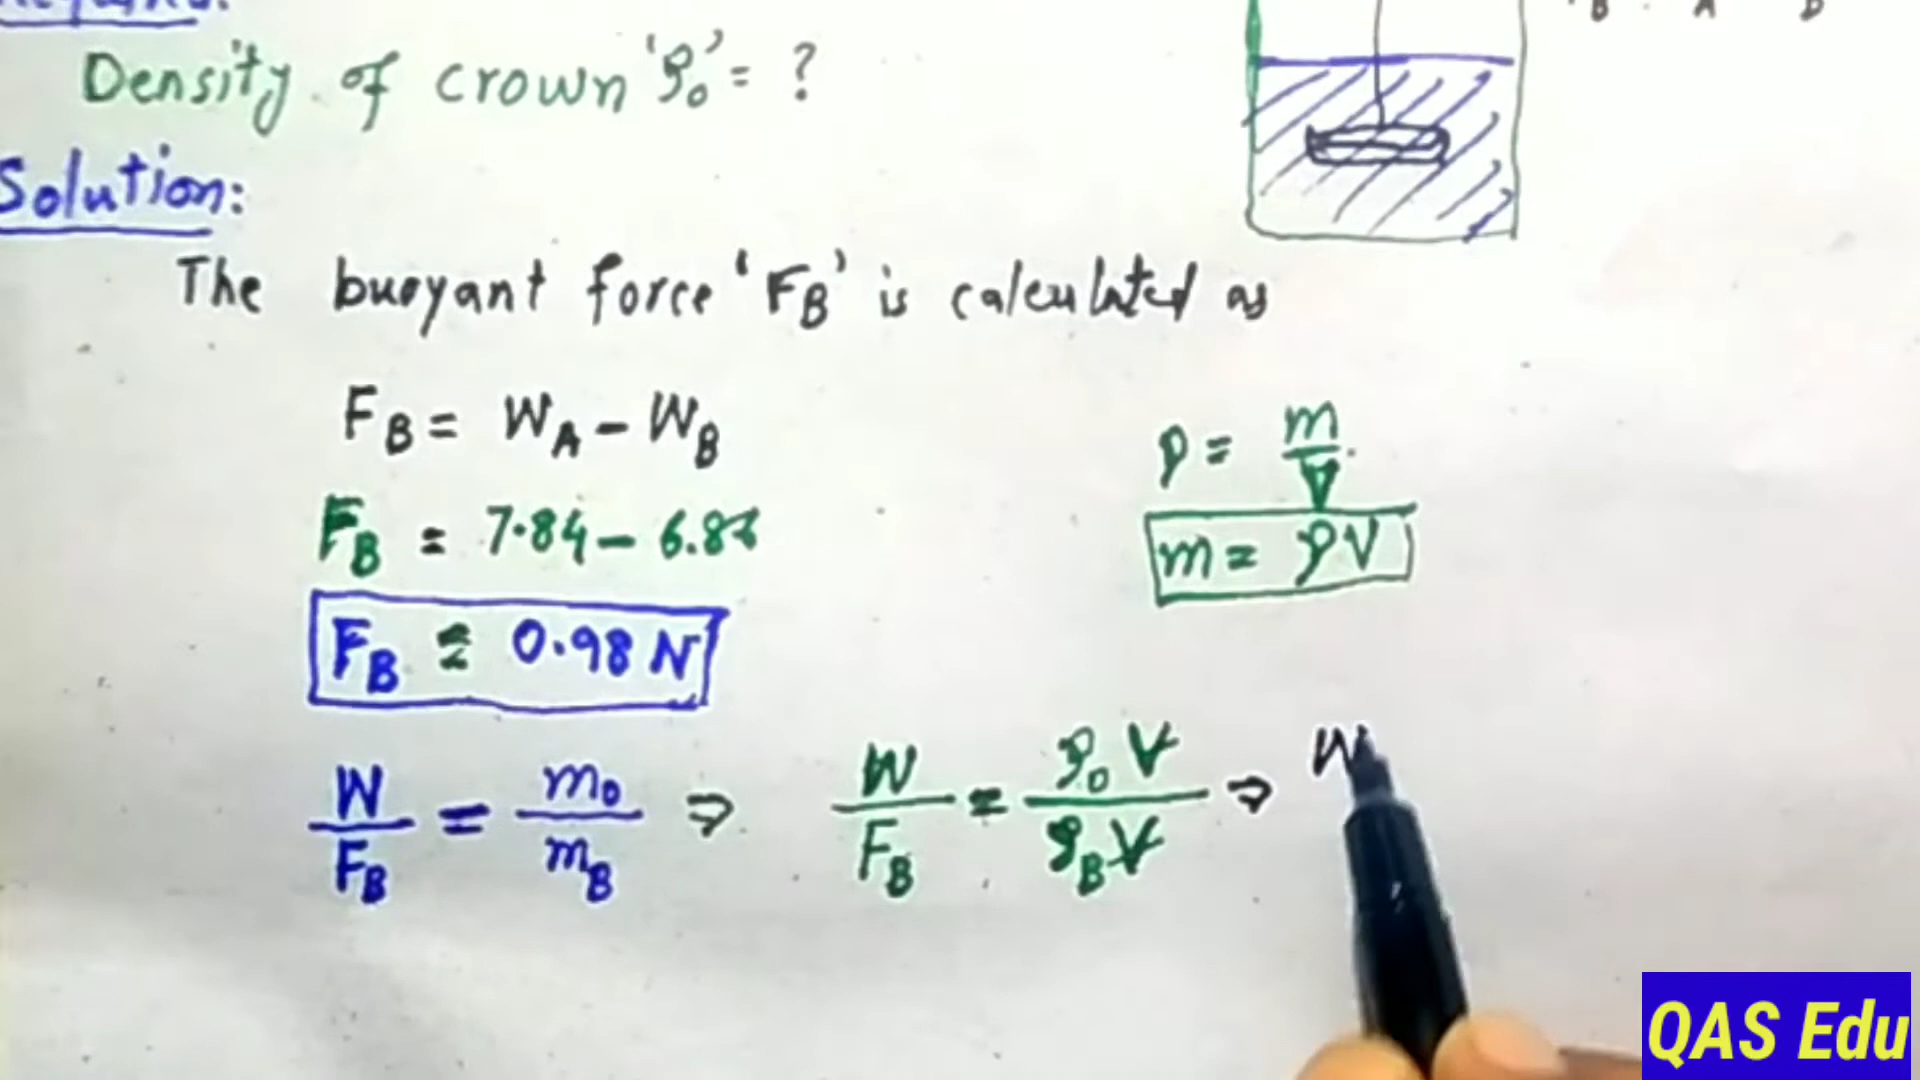 Density of crown 'ρ₀' = ?
Solution:
The buoyant force 'F_B' is calculated as
F_B = W_A - W_B
ρ = m/V
F_B = 7.84 - 6.86
m = ρV
F_B = 0.98 N
W/F_B = m₀/m_B ⇒ W/F_B = ρ₀V/ρ_BV ⇒ W
QAS Edu